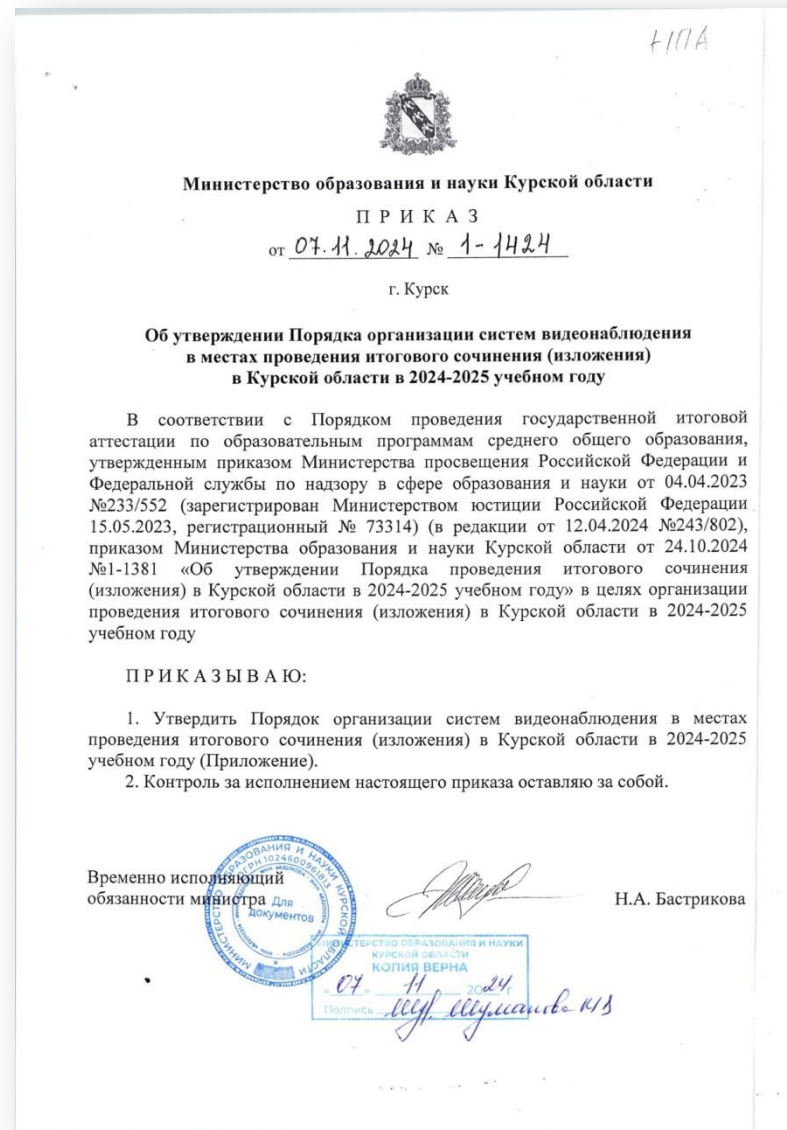 НПА
Министерство образования и науки Курской области
П Р И К А З
от 07.11.2024 № 1-1424
г. Курск
Об утверждении Порядка организации систем видеонаблюдения
в местах проведения итогового сочинения (изложения)
в Курской области в 2024-2025 учебном году
В соответствии с Порядком проведения государственной итоговой
аттестации по образовательным программам среднего общего образования,
утвержденным приказом Министерства просвещения Российской Федерации и
Федеральной службы по надзору в сфере образования и науки от 04.04.2023
№233/552 (зарегистрирован Министерством юстиции Российской Федерации
15.05.2023, регистрационный № 73314) (в редакции от 12.04.2024 №243/802),
приказом Министерства образования и науки Курской области от 24.10.2024
№1-1381 «Об утверждении Порядка проведения итогового сочинения
(изложения) в Курской области в 2024-2025 учебном году» в целях организации
проведения итогового сочинения (изложения) в Курской области в 2024-2025
учебном году
П Р И К А З Ы В А Ю:
1. Утвердить Порядок организации систем видеонаблюдения в местах
проведения итогового сочинения (изложения) в Курской области в 2024-2025
учебном году (Приложение).
2. Контроль за исполнением настоящего приказа оставляю за собой.
Временно исполняющий
обязанности министра
Н.А. Бастрикова
МИНИСТЕРСТВО ОБРАЗОВАНИЯ И НАУКИ КУРСКОЙ ОБЛАСТИ
ОГРН 1024600961813
Для
документов
МИНИСТЕРСТВО ОБРАЗОВАНИЯ И НАУКИ
КУРСКОЙ ОБЛАСТИ
КОПИЯ ВЕРНА
« 07 » 11 2024 г
Подпись Шуманова